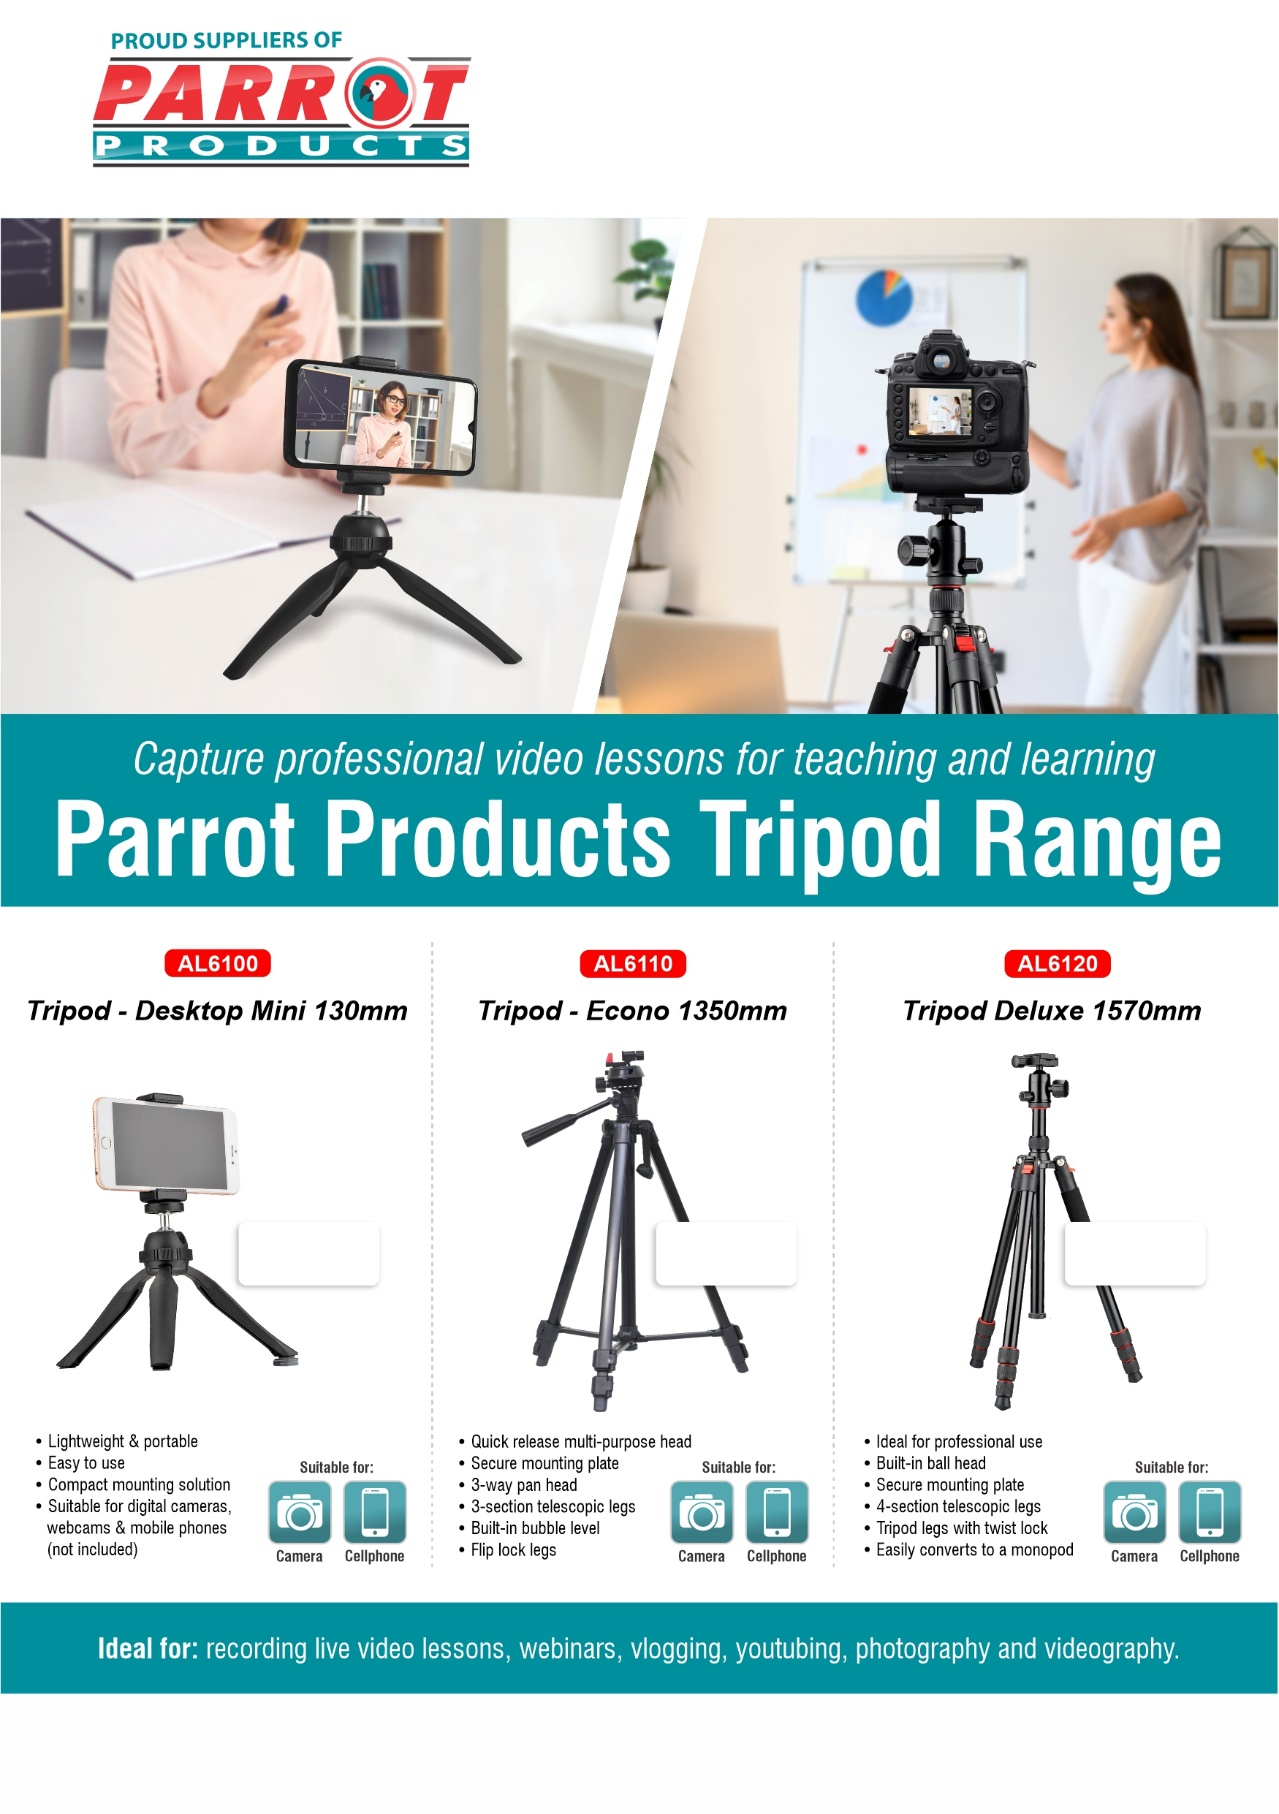 PROUD SUPPLIERS OF
PARROT
PRODUCTS
Capture professional video lessons for teaching and learning
Parrot Products Tripod Range
AL6100
Tripod - Desktop Mini 130mm
• Lightweight & portable
• Easy to use
• Compact mounting solution
• Suitable for digital cameras,
webcams & mobile phones
(not included)
Suitable for:
Camera
Cellphone
AL6110
Tripod - Econo 1350mm
• Quick release multi-purpose head
• Secure mounting plate
• 3-way pan head
• 3-section telescopic legs
• Built-in bubble level
• Flip lock legs
Suitable for:
Camera
Cellphone
AL6120
Tripod Deluxe 1570mm
• Ideal for professional use
• Built-in ball head
• Secure mounting plate
• 4-section telescopic legs
• Tripod legs with twist lock
• Easily converts to a monopod
Suitable for:
Camera
Cellphone
Ideal for: recording live video lessons, webinars, vlogging, youtubing, photography and videography.